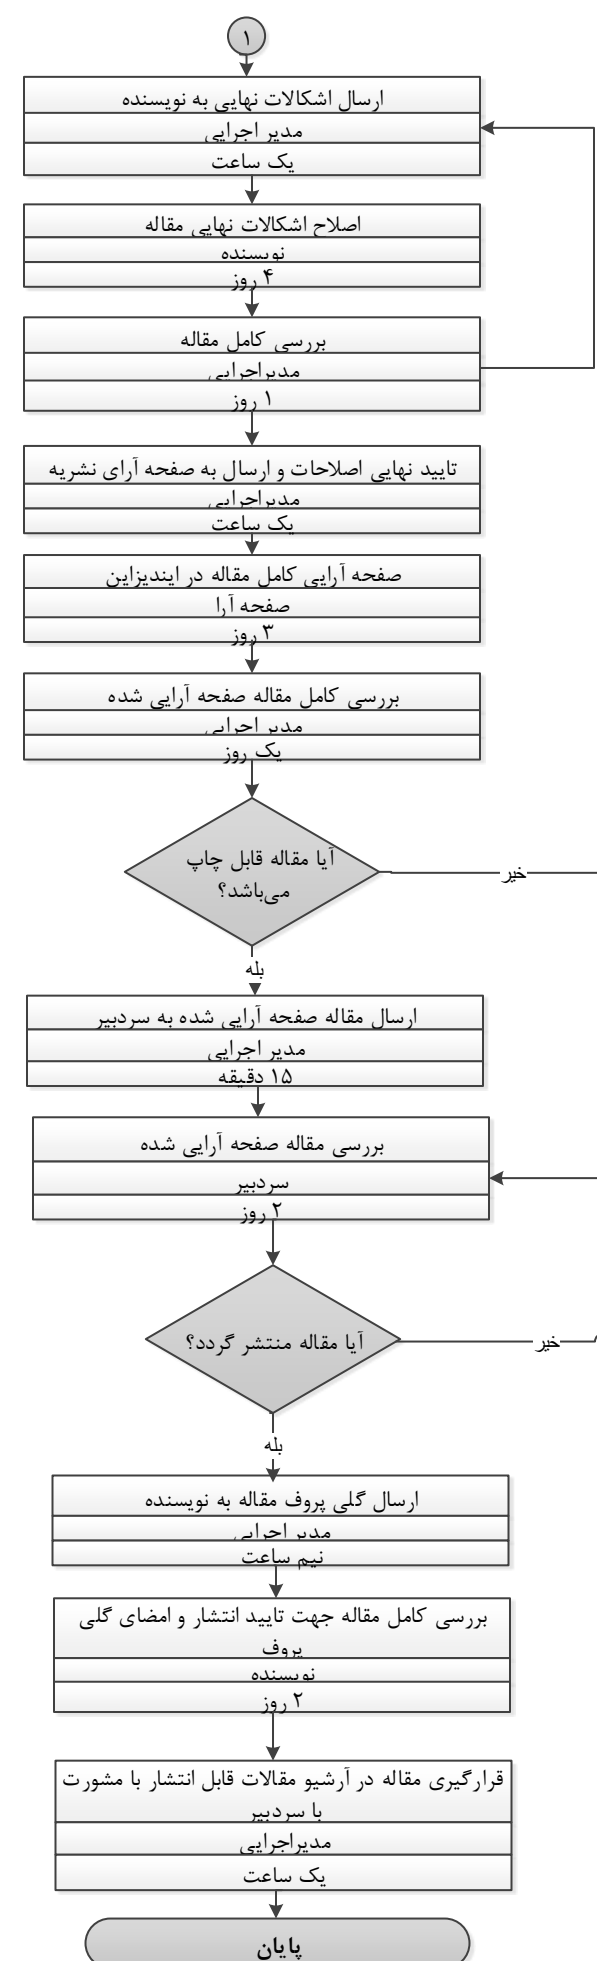 ۱
ارسال اشکالات نهایی به نویسنده
مدیر اجرایی
یک ساعت
اصلاح اشکالات نهایی مقاله
نویسنده
۴ روز
بررسی کامل مقاله
مدیراجرایی
۱ روز
تایید نهایی اصلاحات و ارسال به صفحه آرای نشریه
مدیراجرایی
یک ساعت
صفحه آرایی کامل مقاله در ایندیزاین
صفحه آرا
۳ روز
بررسی کامل مقاله صفحه آرایی شده
مدیر اجرایی
یک روز
آیا مقاله قابل چاپ
می‌باشد؟
خیر
بله
ارسال مقاله صفحه آرایی شده به سردبیر
مدیر اجرایی
۱۵ دقیقه
بررسی مقاله صفحه آرایی شده
سردبیر
۲ روز
آیا مقاله منتشر گردد؟
خیر
بله
ارسال گلی پروف مقاله به نویسنده
مدیر اجرایی
نیم ساعت
بررسی کامل مقاله جهت تایید انتشار و امضای گلی
پروف
نویسنده
۲ روز
قرارگیری مقاله در آرشیو مقالات قابل انتشار با مشورت
با سردبیر
مدیراجرایی
یک ساعت
پایان